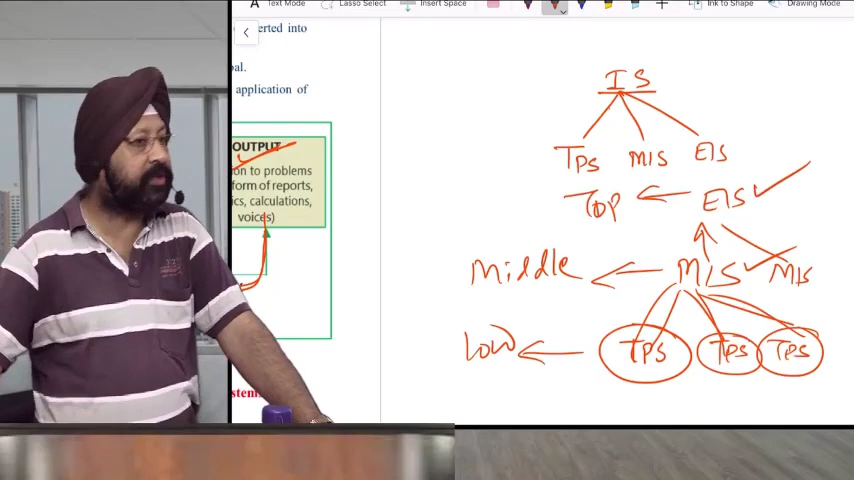 Text Mode Lasso Select Insert Space Ink to Shape Drawing Mode
erted into
oal.
application of
OUTPUT
on to problems
form of reports,
ics, calculations,
voices)
stem
IS
TPS MIS EIS
TOP EIS
Middle MIS MIS
Low TPS TPS TPS